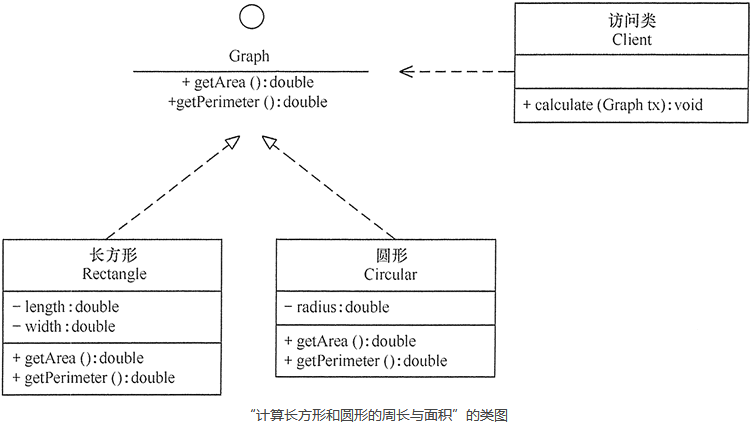 Graph
+ getArea ():double
+getPerimeter ():double
访问类
Client
+ calculate (Graph tx):void
长方形
Rectangle
- length:double
- width:double
+ getArea ():double
+ getPerimeter ():double
圆形
Circular
- radius:double
+ getArea ():double
+ getPerimeter ():double
“计算长方形和圆形的周长与面积”的类图